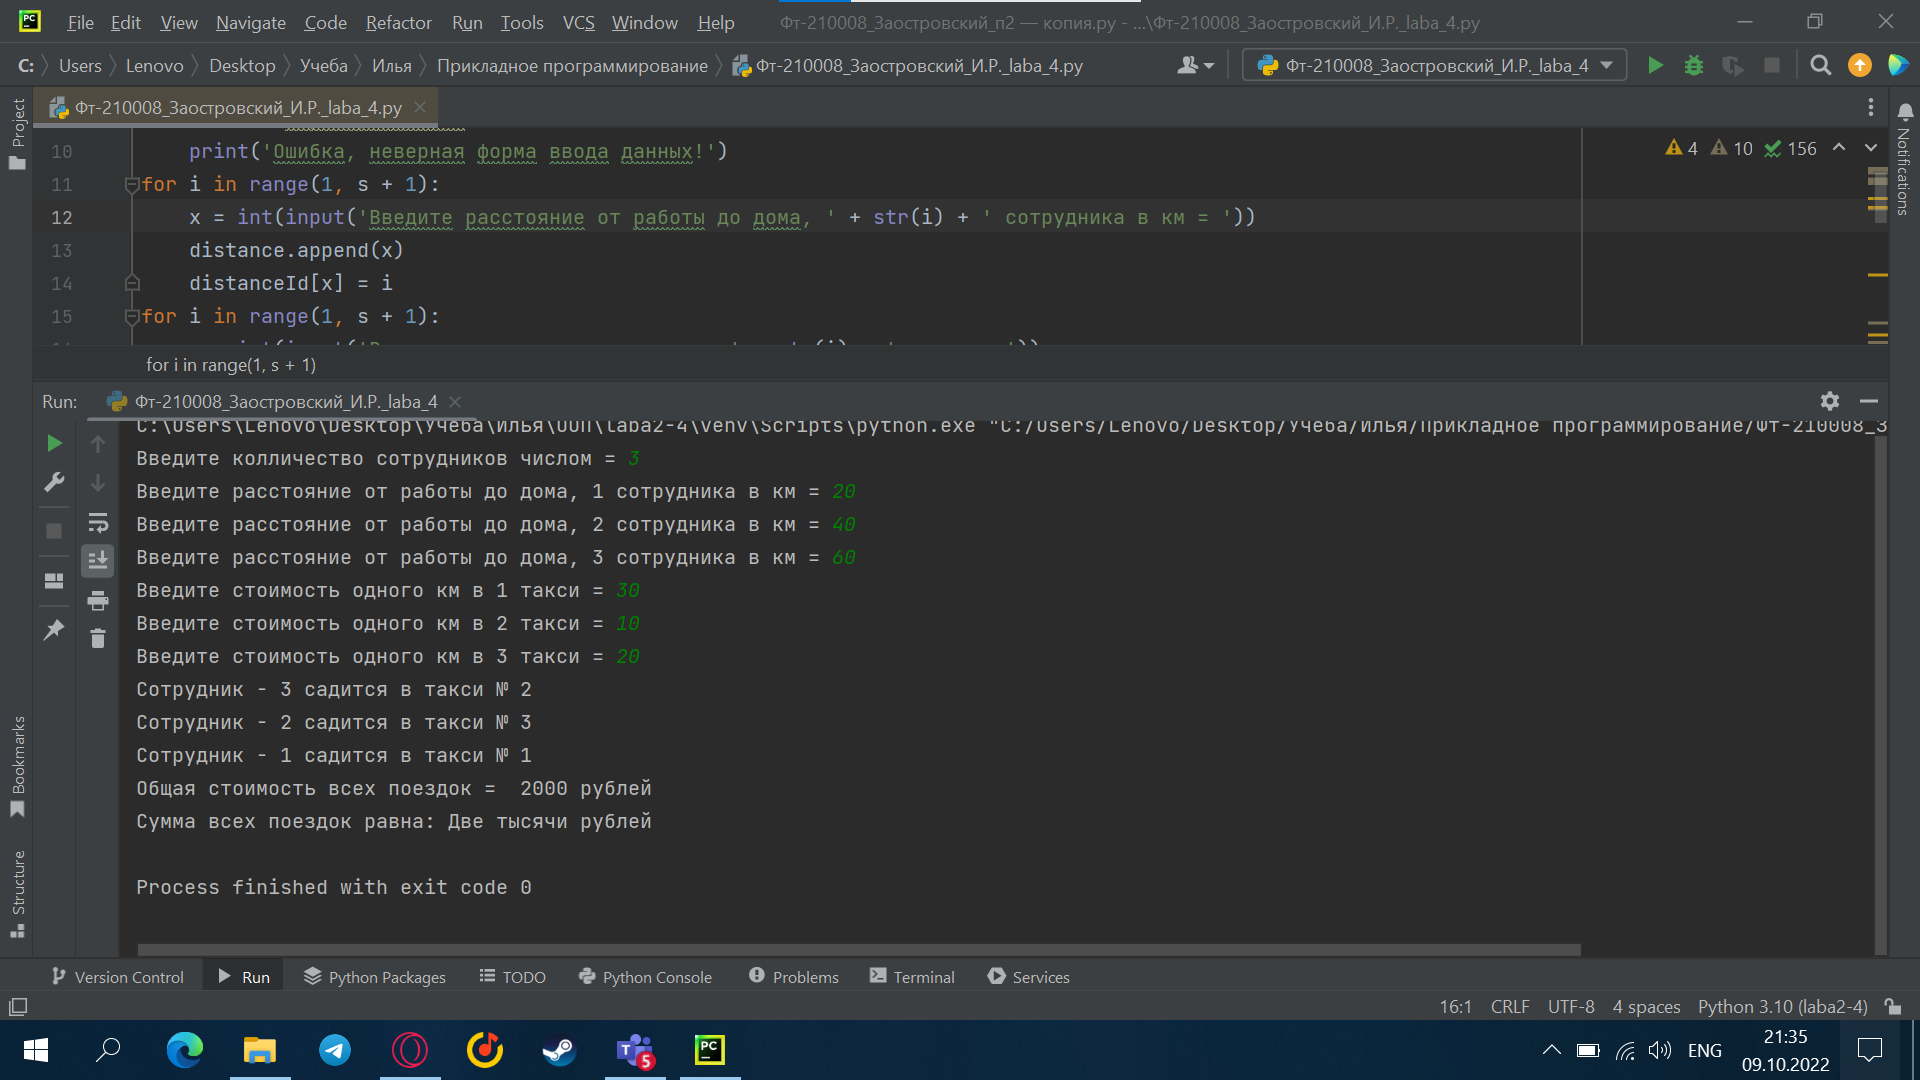 File Edit View Navigate Code Refactor Run Tools VCS Window Help Фт-210008_Заостровский_п2 — копия.py - ...\Фт-210008_Заостровский_И.Р._laba_4.py
C: Users Lenovo Desktop Учеба Илья Прикладное программирование Фт-210008_Заостровский_И.Р._laba_4.py Фт-210008_Заостровский_И.Р._laba_4
Фт-210008_Заостровский_И.Р._laba_4.py
Project
Notifications
4 10 156
10 print('Ошибка, неверная форма ввода данных!')
11 for i in range(1, s + 1):
12 x = int(input('Введите расстояние от работы до дома, ' + str(i) + ' сотрудника в км = '))
13 distance.append(x)
14 distanceId[x] = i
15 for i in range(1, s + 1):
for i in range(1, s + 1)
Run: Фт-210008_Заостровский_И.Р._laba_4
C:\Users\Lenovo\Desktop\Учеба\Илья\ООП\laba2-4\venv\Scripts\python.exe "C:/Users/Lenovo/Desktop/Учеба/Илья/Прикладное программирование/Фт-210008_З
Введите колличество сотрудников числом = 3
Введите расстояние от работы до дома, 1 сотрудника в км = 20
Введите расстояние от работы до дома, 2 сотрудника в км = 40
Введите расстояние от работы до дома, 3 сотрудника в км = 60
Введите стоимость одного км в 1 такси = 30
Введите стоимость одного км в 2 такси = 10
Введите стоимость одного км в 3 такси = 20
Сотрудник - 3 садится в такси № 2
Сотрудник - 2 садится в такси № 3
Сотрудник - 1 садится в такси № 1
Общая стоимость всех поездок =  2000 рублей
Сумма всех поездок равна: Две тысячи рублей
Process finished with exit code 0
Bookmarks
Structure
Version Control Run Python Packages TODO Python Console Problems Terminal Services
16:1 CRLF UTF-8 4 spaces Python 3.10 (laba2-4)
PC T 5 PC ENG 21:35
09.10.2022